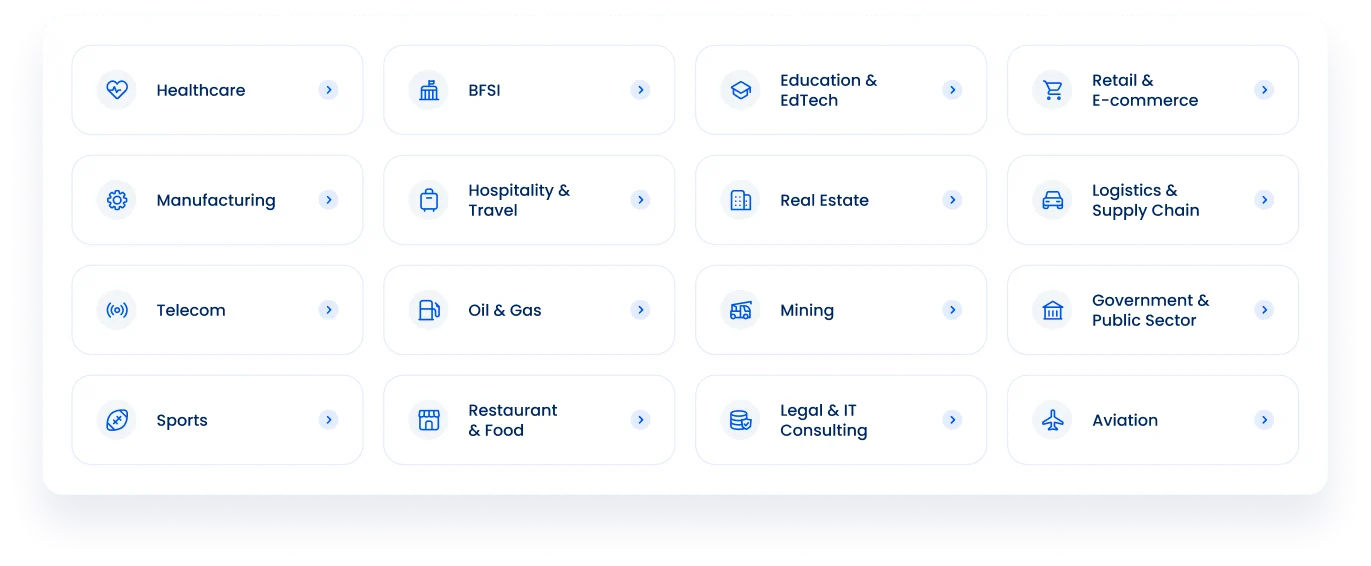 Healthcare
BFSI
Education &
EdTech
Retail &
E-commerce
Manufacturing
Hospitality &
Travel
Real Estate
Logistics &
Supply Chain
Telecom
Oil & Gas
Mining
Government &
Public Sector
Sports
Restaurant
& Food
Legal & IT
Consulting
Aviation